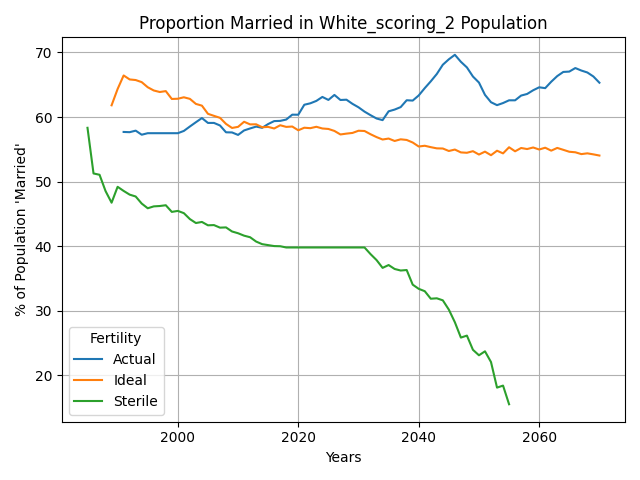 Proportion Married in White_scoring_2 Population
% of Population 'Married'
70
60
50
40
30
20
Fertility
Actual
Ideal
Sterile
2000 2020 2040 2060
Years